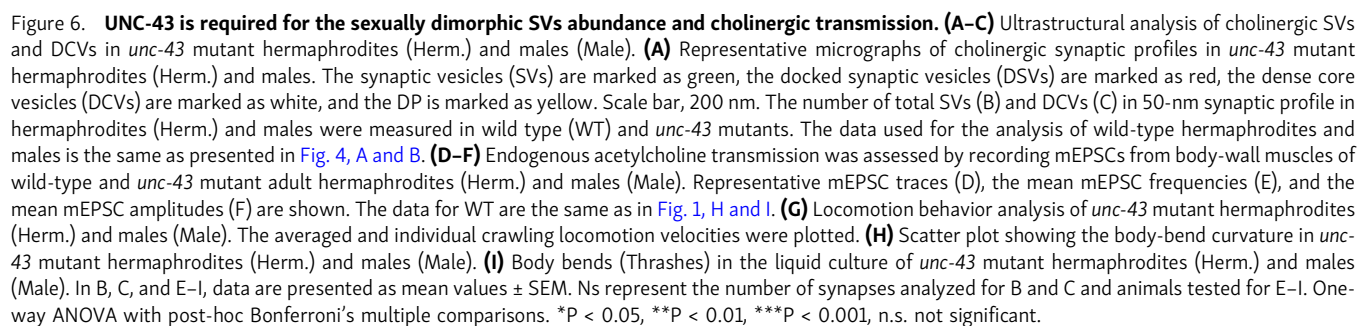 Figure 6. UNC-43 is required for the sexually dimorphic SVs abundance and cholinergic transmission. (A–C) Ultrastructural analysis of cholinergic SVs
and DCVs in unc-43 mutant hermaphrodites (Herm.) and males (Male). (A) Representative micrographs of cholinergic synaptic profiles in unc-43 mutant
hermaphrodites (Herm.) and males. The synaptic vesicles (SVs) are marked as green, the docked synaptic vesicles (DSVs) are marked as red, the dense core
vesicles (DCVs) are marked as white, and the DP is marked as yellow. Scale bar, 200 nm. The number of total SVs (B) and DCVs (C) in 50-nm synaptic profile in
hermaphrodites (Herm.) and males were measured in wild type (WT) and unc-43 mutants. The data used for the analysis of wild-type hermaphrodites and
males is the same as presented in Fig. 4, A and B. (D–F) Endogenous acetylcholine transmission was assessed by recording mEPSCs from body-wall muscles of
wild-type and unc-43 mutant adult hermaphrodites (Herm.) and males (Male). Representative mEPSC traces (D), the mean mEPSC frequencies (E), and the
mean mEPSC amplitudes (F) are shown. The data for WT are the same as in Fig. 1, H and I. (G) Locomotion behavior analysis of unc-43 mutant hermaphrodites
(Herm.) and males (Male). The averaged and individual crawling locomotion velocities were plotted. (H) Scatter plot showing the body-bend curvature in unc-
43 mutant hermaphrodites (Herm.) and males (Male). (I) Body bends (Thrashes) in the liquid culture of unc-43 mutant hermaphrodites (Herm.) and males
(Male). In B, C, and E–I, data are presented as mean values ± SEM. Ns represent the number of synapses analyzed for B and C and animals tested for E–I. One-
way ANOVA with post-hoc Bonferroni's multiple comparisons. *P < 0.05, **P < 0.01, ***P < 0.001, n.s. not significant.